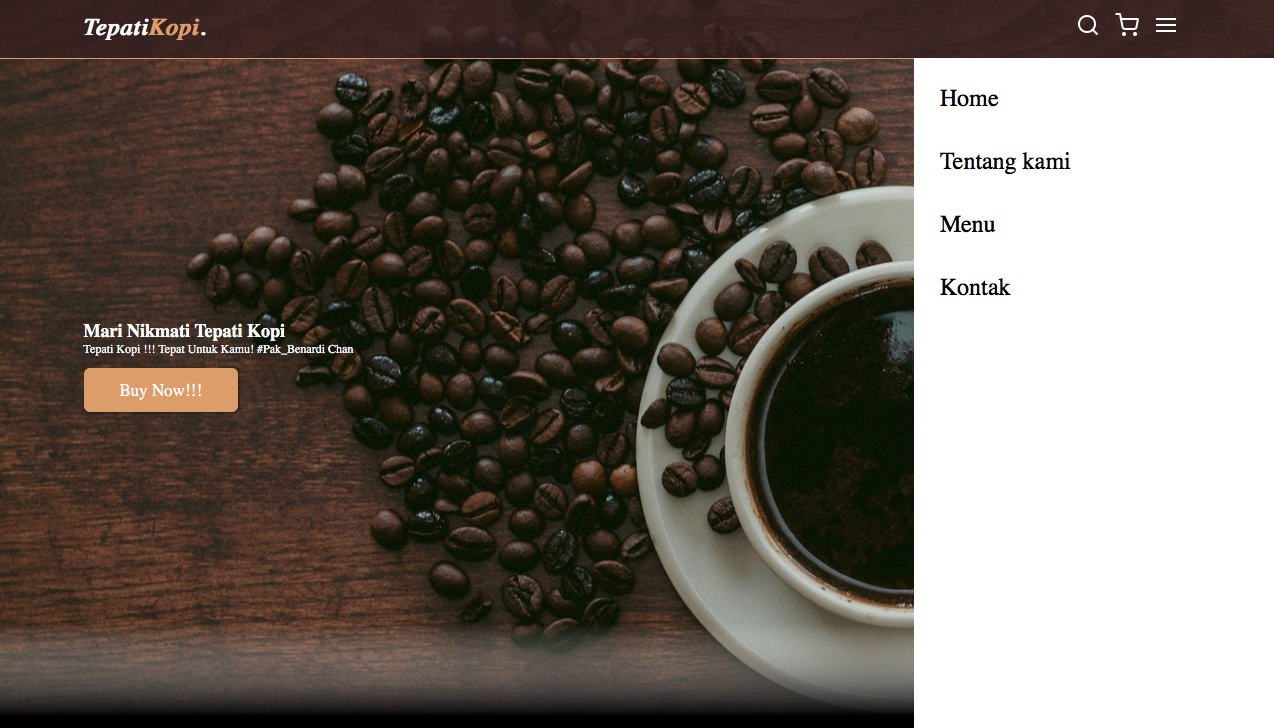 TepatiKopi.
Home
Tentang kami
Menu
Kontak
Mari Nikmati Tepati Kopi
Tepati Kopi !!! Tepat Untuk Kamu! #Pak_Benardi Chan
Buy Now!!!